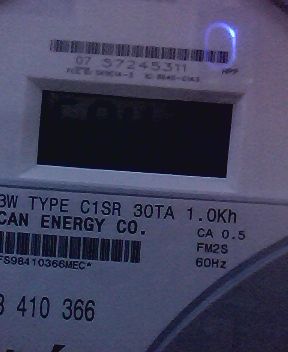 07 57245311
3W TYPE C1SR 30TA 1.0Kh
CAN ENERGY CO.
CA 0.5
FM2S
FS98410366MEC*
60Hz
3 410 366